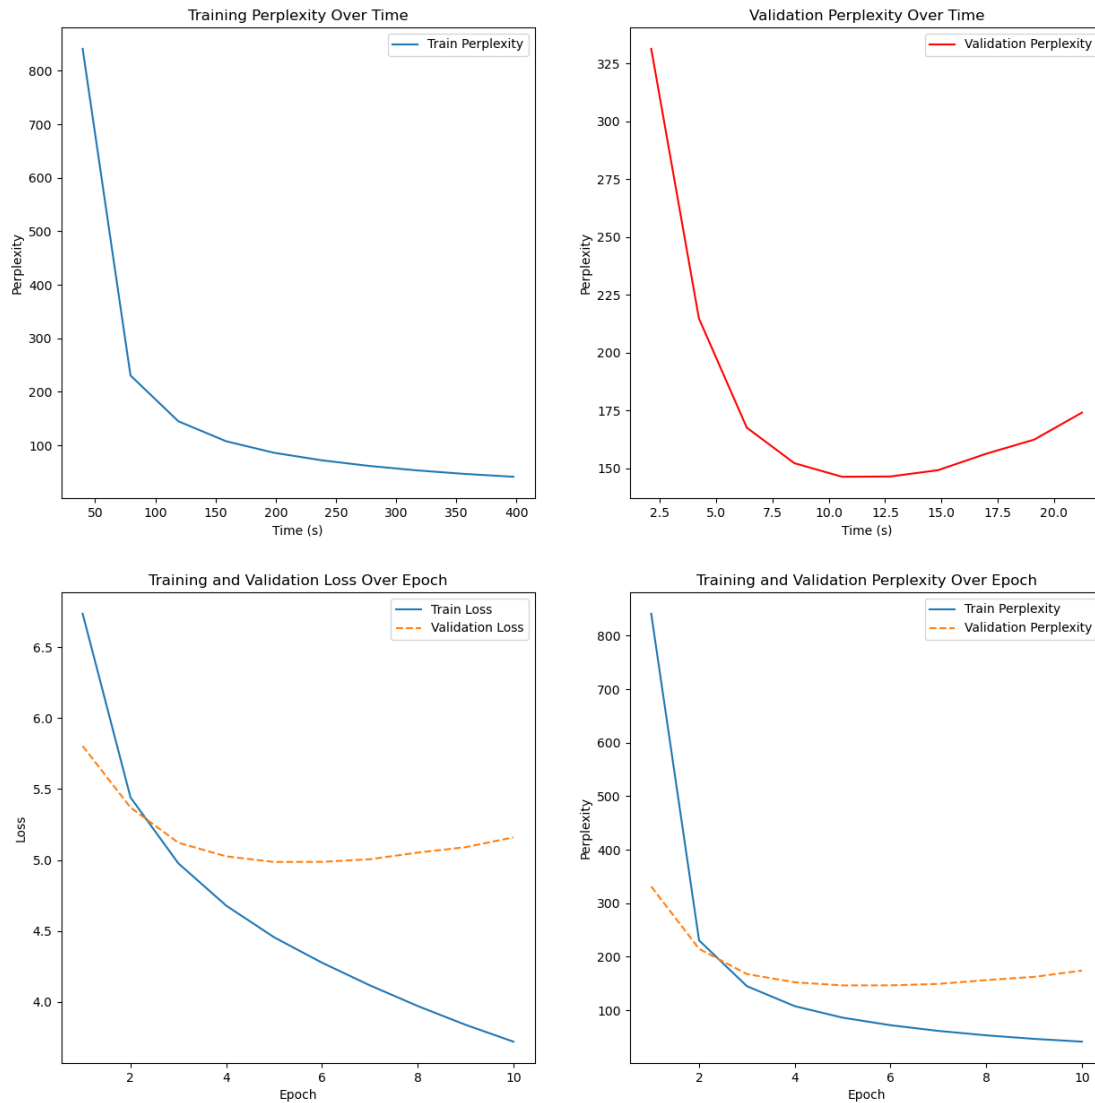 Training Perplexity Over Time
Train Perplexity
800
700
600
500
400
300
200
100
Perplexity
50 100 150 200 250 300 350 400
Time (s)
Validation Perplexity Over Time
Validation Perplexity
325
300
275
250
225
200
175
150
Perplexity
2.5 5.0 7.5 10.0 12.5 15.0 17.5 20.0
Time (s)
Training and Validation Loss Over Epoch
Train Loss
Validation Loss
6.5
6.0
5.5
5.0
4.5
4.0
Loss
2 4 6 8 10
Epoch
Training and Validation Perplexity Over Epoch
Train Perplexity
Validation Perplexity
800
700
600
500
400
300
200
100
Perplexity
2 4 6 8 10
Epoch